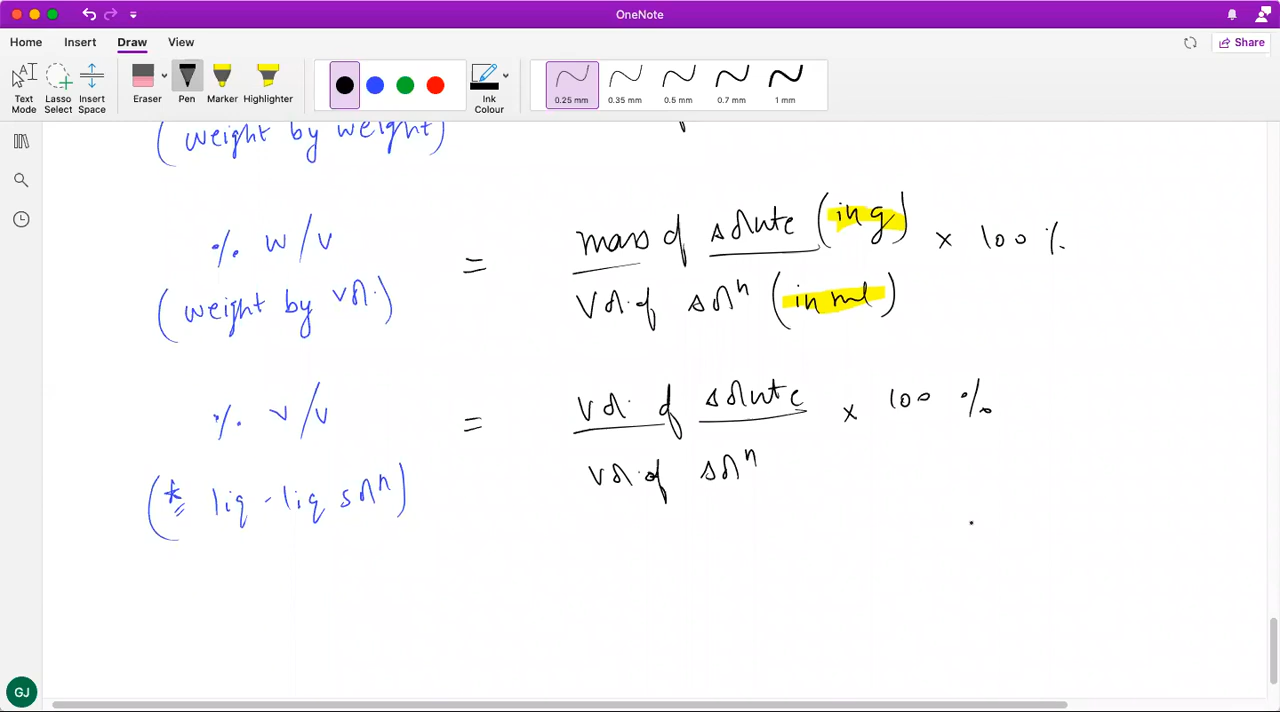 OneNote
Home Insert Draw View Share
Text Mode Lasso Select Insert Space Eraser Pen Marker Highlighter Ink Colour 0.25 mm 0.35 mm 0.5 mm 0.7 mm 1 mm
(weight by weight)
% w/v = mass of solute (in g) × 100 %
(weight by vol.) vol. of solⁿ (in ml)
% v/v = vol. of solute × 100 %
vol. of solⁿ
(* liq - liq solⁿ)
GJ